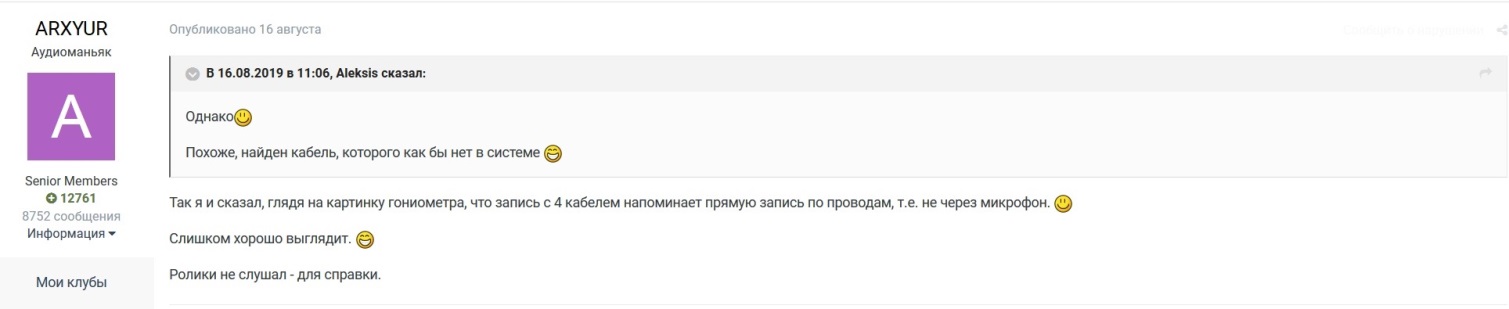 ARXYUR
Аудиоманьяк
A
Senior Members
12761
8752 сообщения
Информация
Мои клубы
Опубликовано 16 августа
В 16.08.2019 в 11:06, Aleksis сказал:
Однако
Похоже, найден кабель, которого как бы нет в системе
Так я и сказал, глядя на картинку гониометра, что запись с 4 кабелем напоминает прямую запись по проводам, т.е. не через микрофон.
Слишком хорошо выглядит.
Ролики не слушал - для справки.